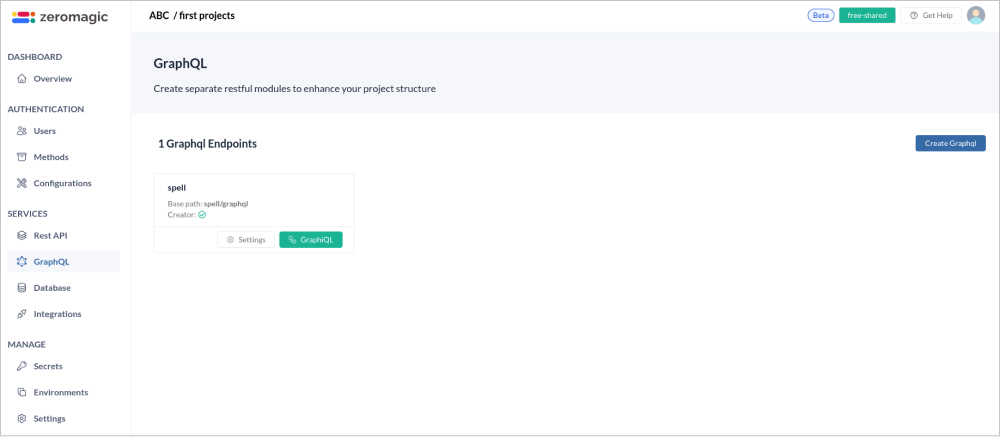 zeromagic
ABC / first projects
Beta
free-shared
Get Help
DASHBOARD
Overview
AUTHENTICATION
Users
Methods
Configurations
SERVICES
Rest API
GraphQL
Database
Integrations
MANAGE
Secrets
Environments
Settings
GraphQL
Create separate restful modules to enhance your project structure
1 Graphql Endpoints
Create Graphql
spell
Base path: spell/graphql
Creator:
Settings
GraphiQL